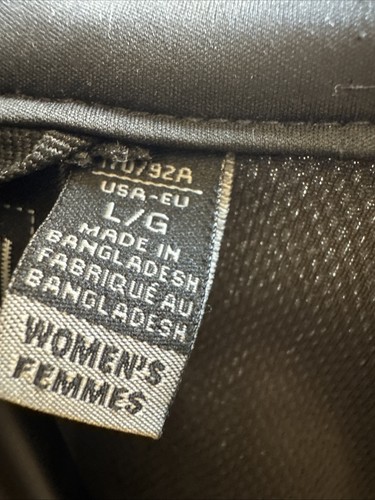 USA-EU
L/G
MADE IN
BANGLADESH
FABRIQUÉ AU
BANGLADESH
WOMEN'S
FEMMES